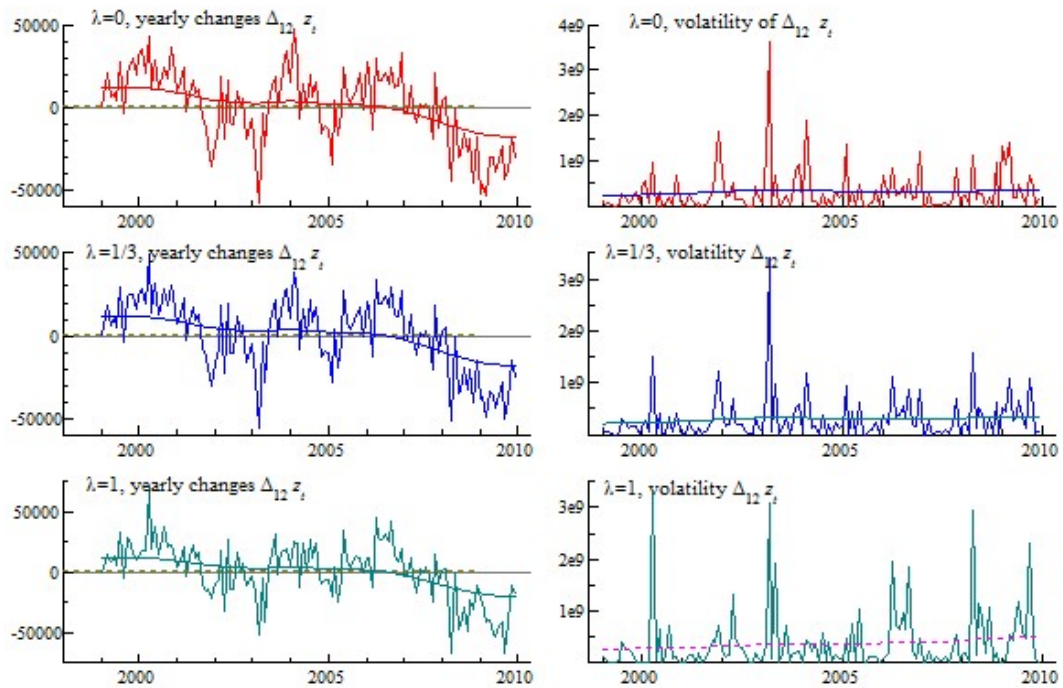 λ=0, yearly changes Δ12 zt
50000
0
-50000
2000 2005 2010
λ=0, volatility of Δ12 zt
4e9
3e9
2e9
1e9
2000 2005 2010
λ=1/3, yearly changes Δ12 zt
50000
0
-50000
2000 2005 2010
λ=1/3, volatility Δ12 zt
3e9
2e9
1e9
2000 2005 2010
λ=1, yearly changes Δ12 zt
50000
0
-50000
2000 2005 2010
λ=1, volatility Δ12 zt
3e9
2e9
1e9
2000 2005 2010